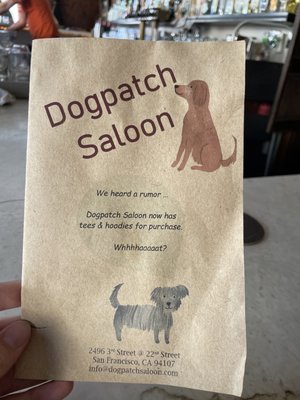 Dogpatch
Saloon
We heard a rumor ...
Dogpatch Saloon now has
tees & hoodies for purchase.
Whhhhooooaat?
2496 3rd Street @ 22nd Street
San Francisco, CA 94107
info@dogpatchsaloon.com